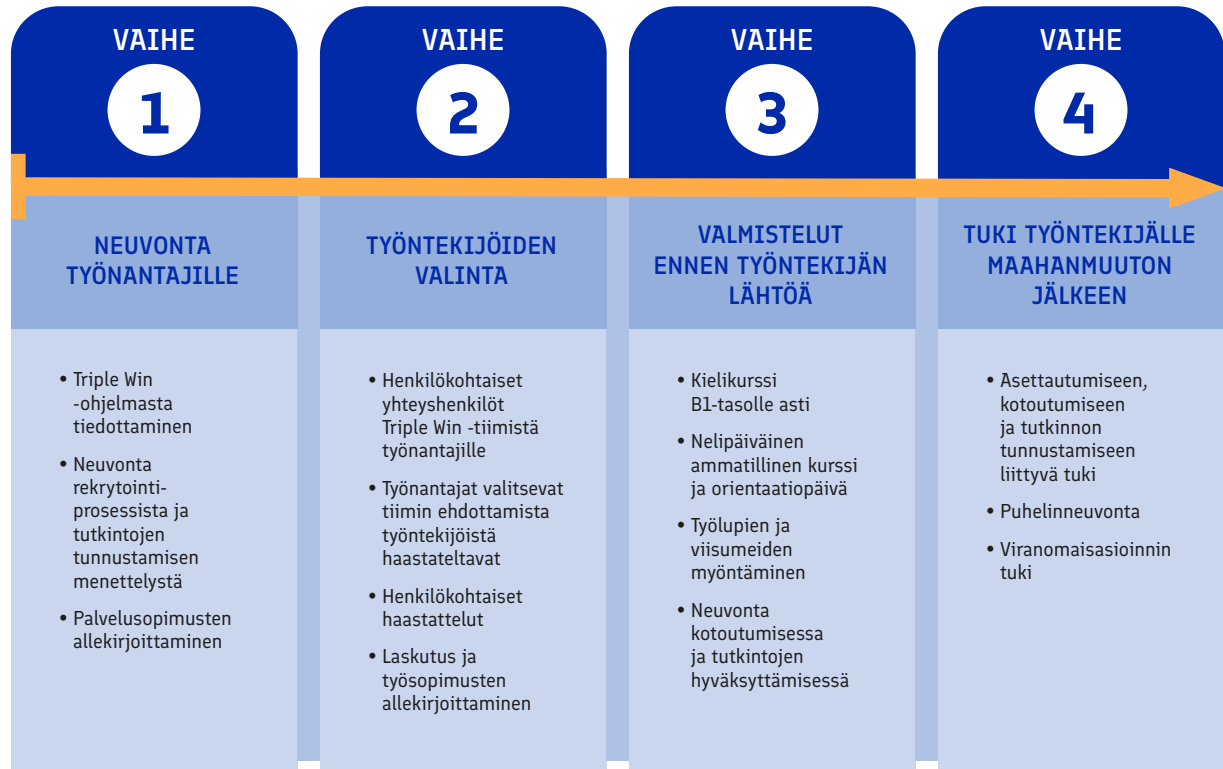 VAIHE
1
NEUVONTA
TYÖNANTAJILLE
• Triple Win
-ohjelmasta
tiedottaminen
• Neuvonta
rekrytointi-
prosessista ja
tutkintojen
tunnustamisen
menettelystä
• Palvelusopimusten
allekirjoittaminen
VAIHE
2
TYÖNTEKIJÖIDEN
VALINTA
• Henkilökohtaiset
yhteyshenkilöt
Triple Win -tiimistä
työnantajille
• Työnantajat valitsevat
tiimin ehdottamista
työntekijöistä
haastateltavat
• Henkilökohtaiset
haastattelut
• Laskutus ja
työsopimusten
allekirjoittaminen
VAIHE
3
VALMISTELUT
ENNEN TYÖNTEKIJÄN
LÄHTÖÄ
• Kielikurssi
B1-tasolle asti
• Nelipäiväinen
ammatillinen kurssi
ja orientaatiopäivä
• Työlupien ja
viisumeiden
myöntäminen
• Neuvonta
kotoutumisessa
ja tutkintojen
hyväksyttämisessä
VAIHE
4
TUKI TYÖNTEKIJÄLLE
MAAHANMUUTON
JÄLKEEN
• Asettautumiseen,
kotoutumiseen
ja tutkinnon
tunnustamiseen
liittyvä tuki
• Puhelinneuvonta
• Viranomaisasioinnin
tuki